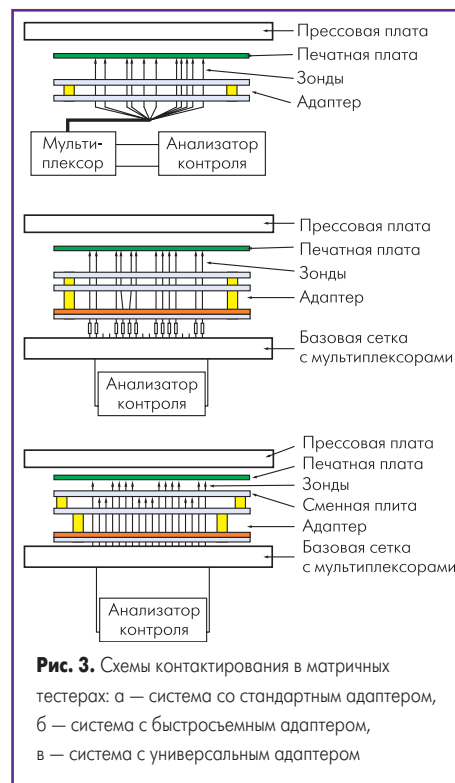 Прессовая плата
Печатная плата
Зонды
Адаптер
Мульти-
плексор
Анализатор
контроля
Прессовая плата
Печатная плата
Зонды
Адаптер
Базовая сетка
с мультиплексорами
Анализатор
контроля
Прессовая плата
Печатная плата
Зонды
Сменная плита
Адаптер
Базовая сетка
с мультиплексорами
Анализатор
контроля
Рис. 3. Схемы контактирования в матричных
тестерах: а — система со стандартным адаптером,
б — система с быстросъемным адаптером,
в — система с универсальным адаптером